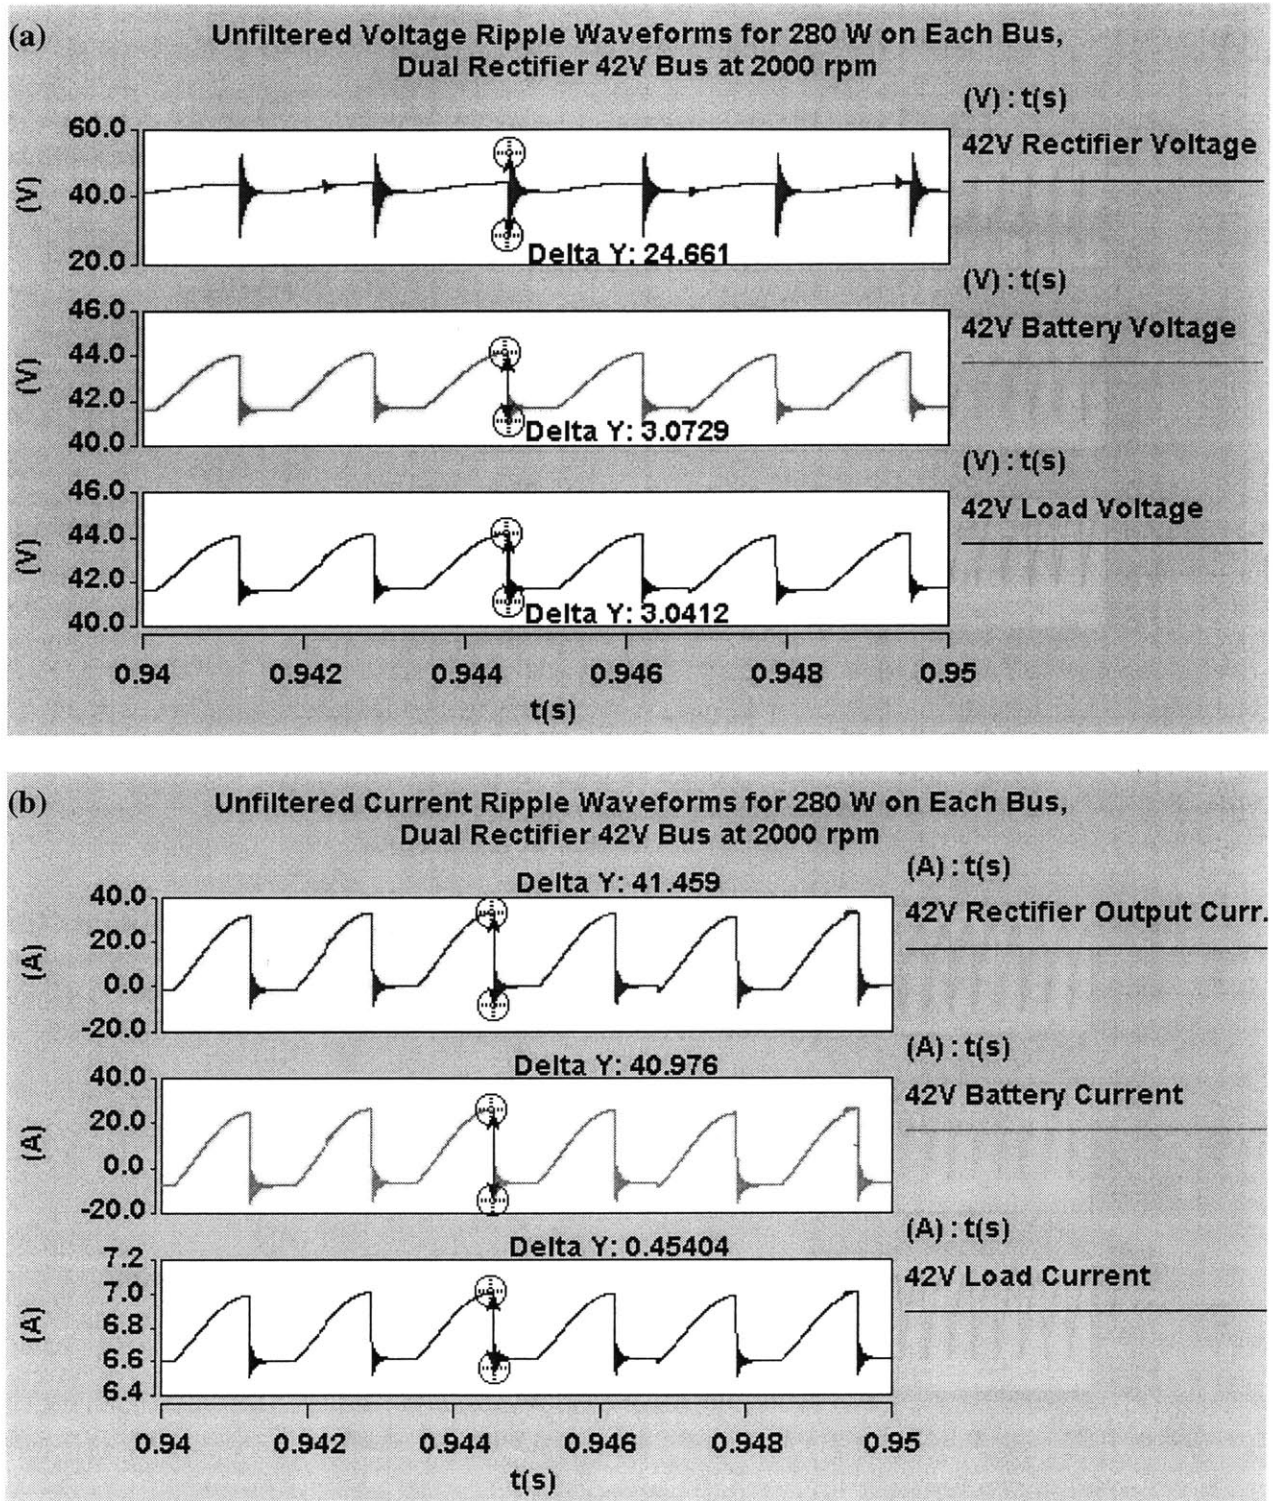 (a)
Unfiltered Voltage Ripple Waveforms for 280 W on Each Bus,
Dual Rectifier 42V Bus at 2000 rpm
(V) : t(s)
42V Rectifier Voltage
(V)
60.0
40.0
20.0
Delta Y: 24.661
(V) : t(s)
42V Battery Voltage
(V)
46.0
44.0
42.0
40.0
Delta Y: 3.0729
(V) : t(s)
42V Load Voltage
(V)
46.0
44.0
42.0
40.0
Delta Y: 3.0412
0.94 0.942 0.944 0.946 0.948 0.95
t(s)
(b)
Unfiltered Current Ripple Waveforms for 280 W on Each Bus,
Dual Rectifier 42V Bus at 2000 rpm
(A) : t(s)
42V Rectifier Output Curr.
Delta Y: 41.459
(A)
40.0
20.0
0.0
-20.0
(A) : t(s)
42V Battery Current
Delta Y: 40.976
(A)
40.0
20.0
0.0
-20.0
(A) : t(s)
42V Load Current
Delta Y: 0.45404
(A)
7.2
7.0
6.8
6.6
6.4
0.94 0.942 0.944 0.946 0.948 0.95
t(s)